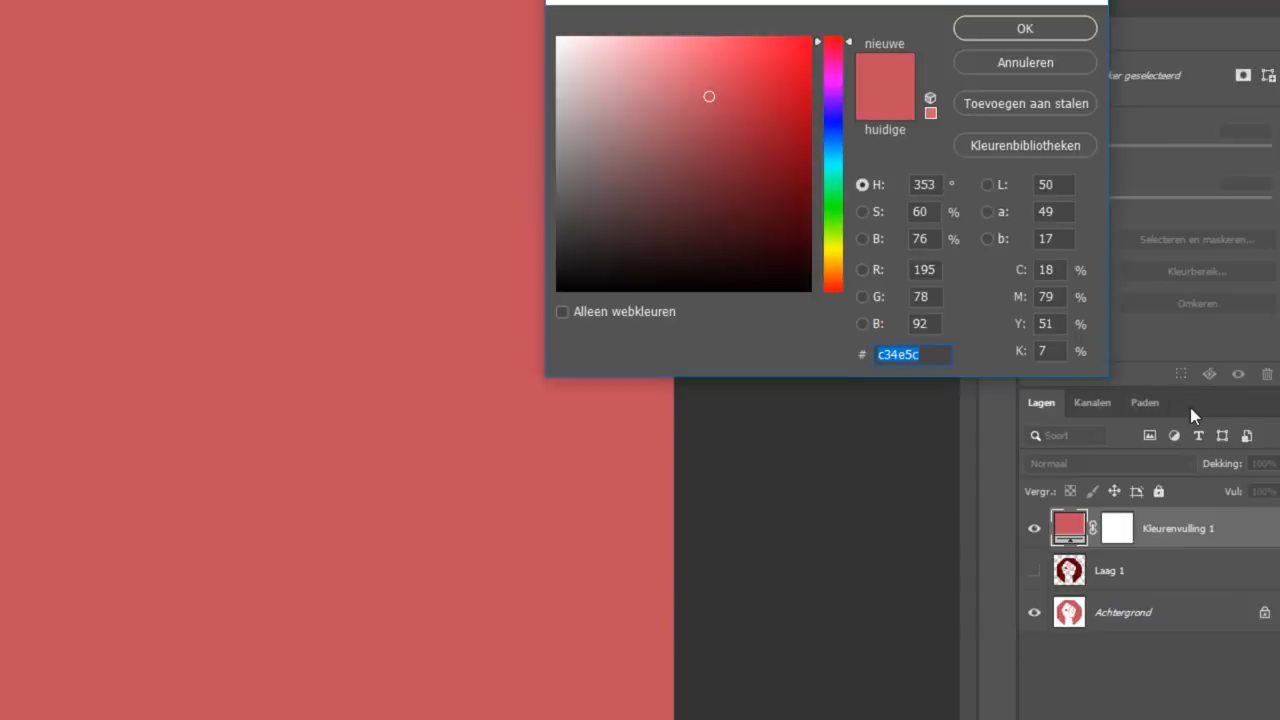 OK
nieuwe
Annuleren
ker geselecteerd
Toevoegen aan stalen
huidige
Kleurenbibliotheken
H: 353 ° L: 50
S: 60 % a: 49
Selecteren en maskeren...
B: 76 % b: 17
R: 195 C: 18 %
Kleurbereik...
G: 78 M: 79 %
Omkeren
Alleen webkleuren
B: 92 Y: 51 %
# c34e5c K: 7 %
Lagen Kanalen Paden
Soort
Normaal Dekking: 100%
Vergr.: Vul: 100%
Kleurenvulling 1
Laag 1
Achtergrond